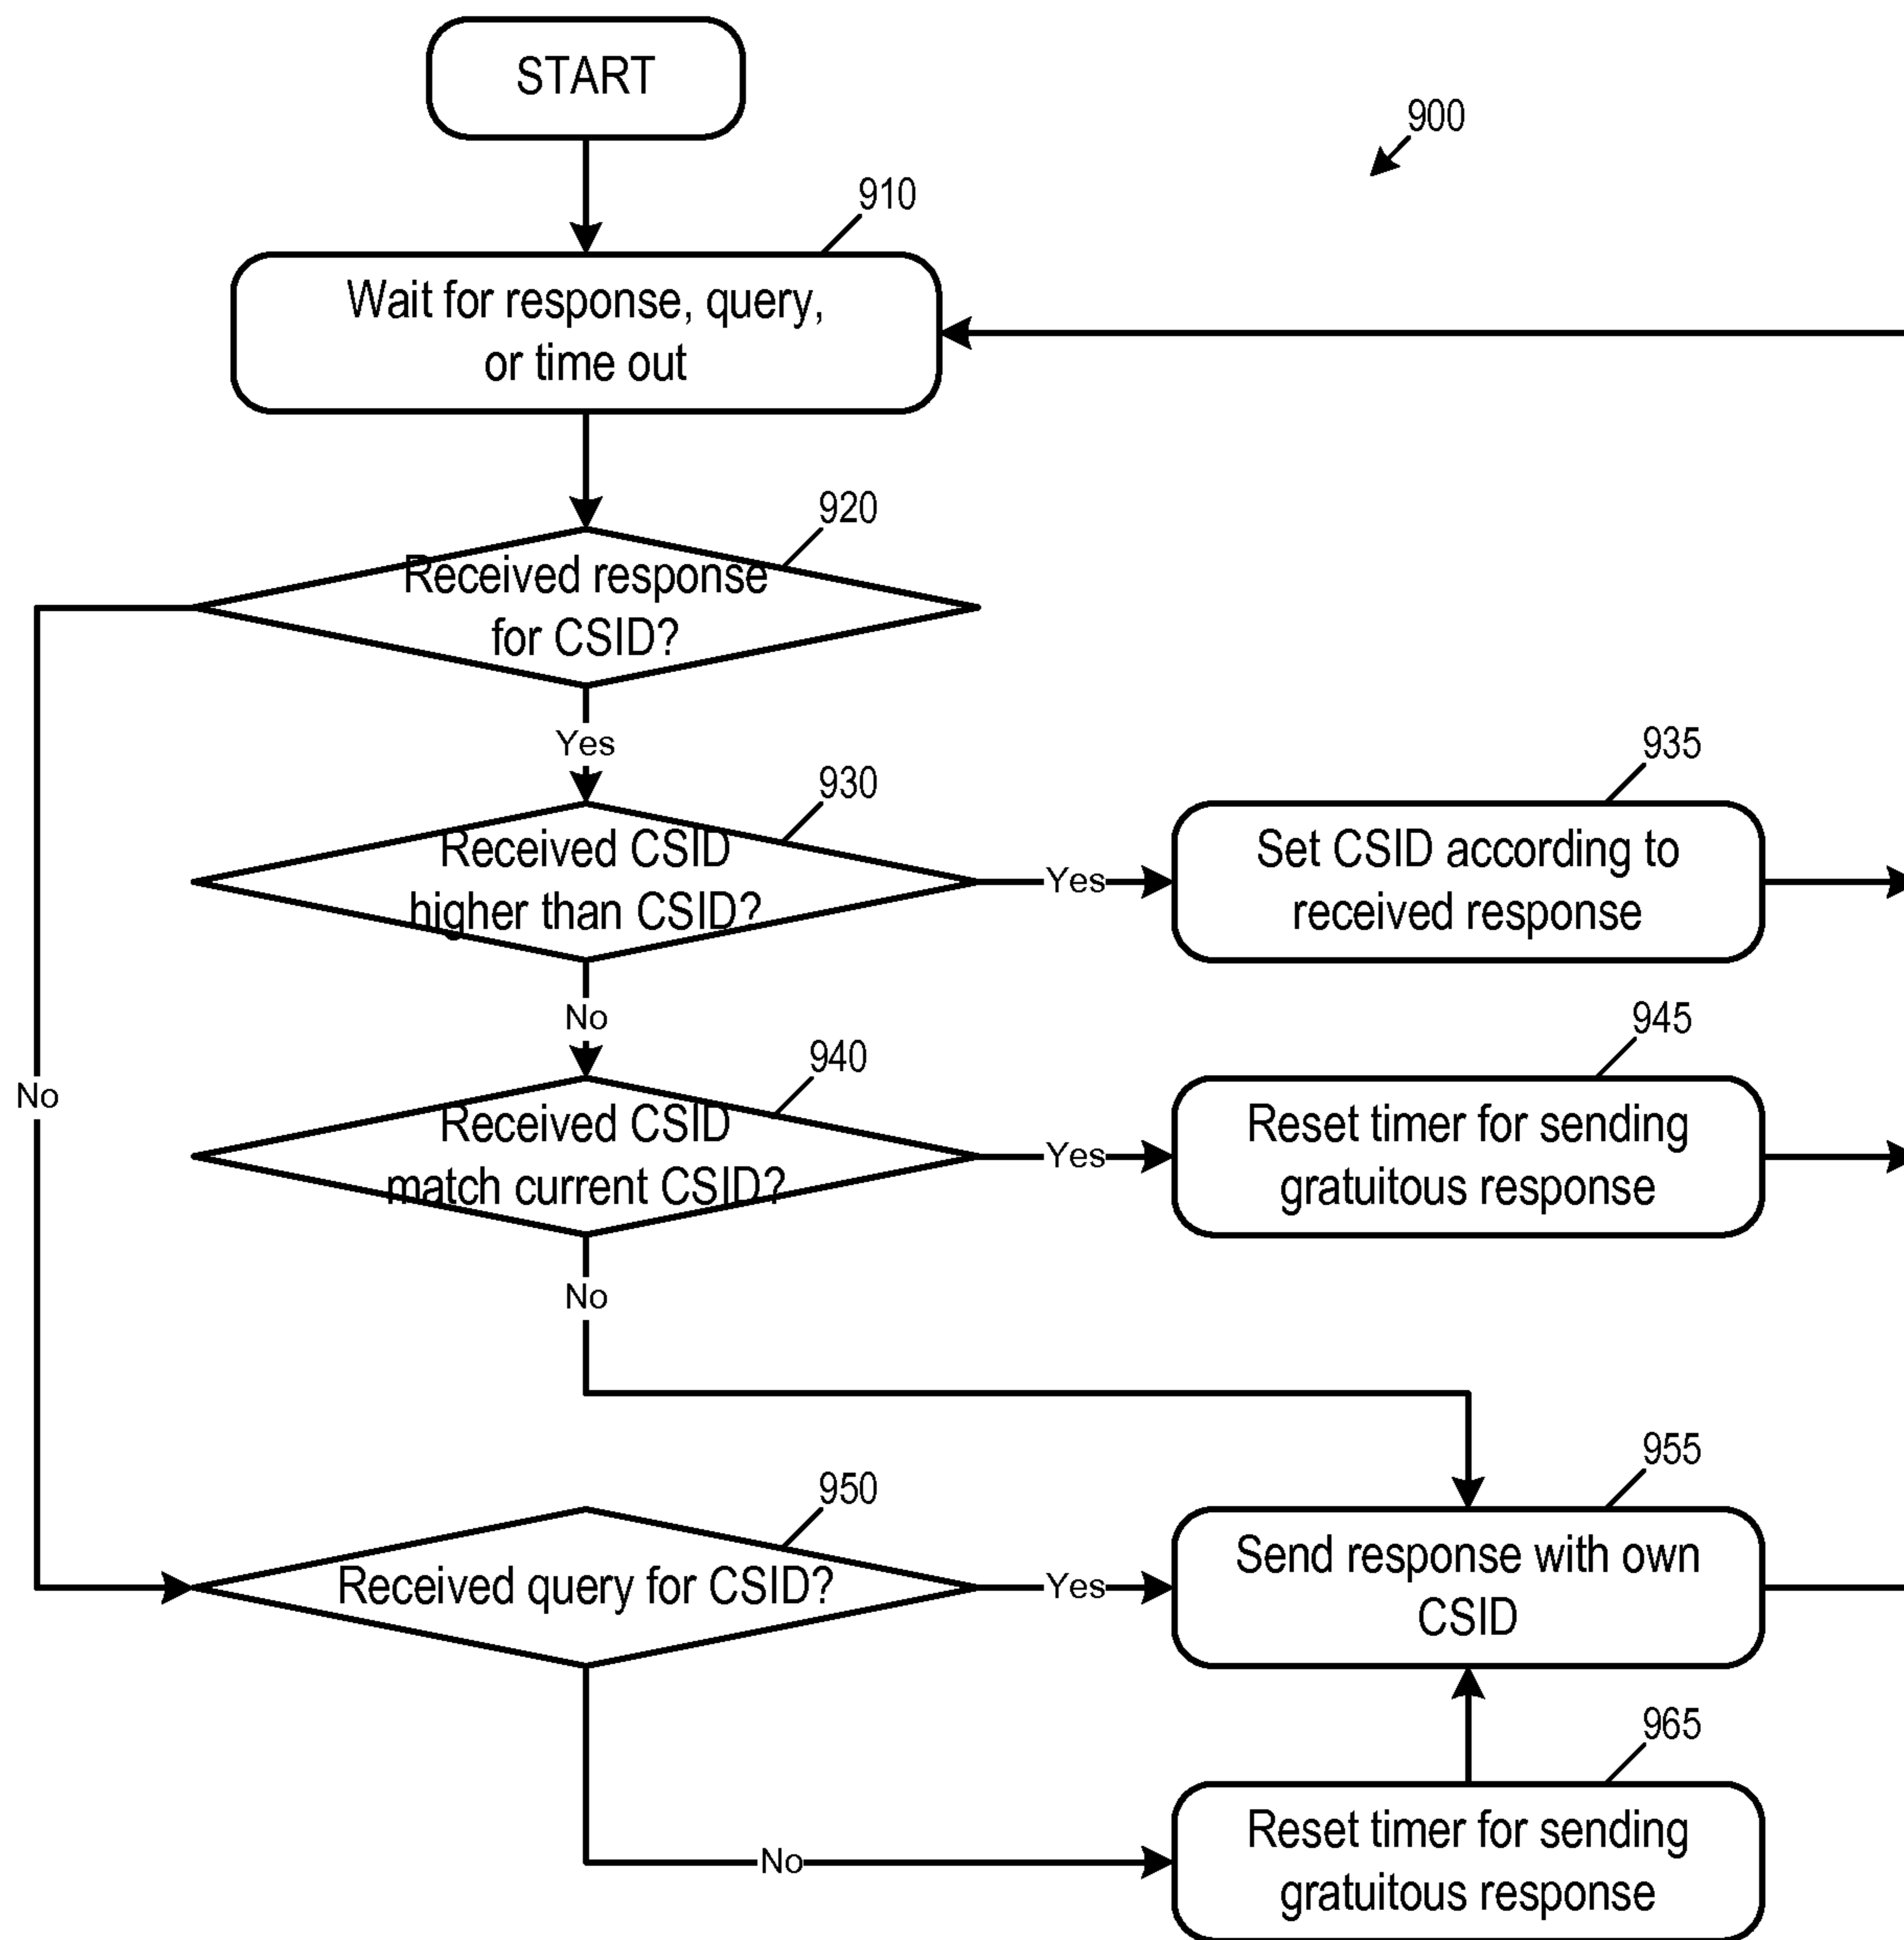 START
900
910
Wait for response, query,
or time out
920
Received response
for CSID?
Yes
930
935
Received CSID
higher than CSID?
Yes
Set CSID according to
received response
No
940
945
Received CSID
match current CSID?
Yes
Reset timer for sending
gratuitous response
No
No
950
955
Received query for CSID?
Yes
Send response with own
CSID
965
No
Reset timer for sending
gratuitous response